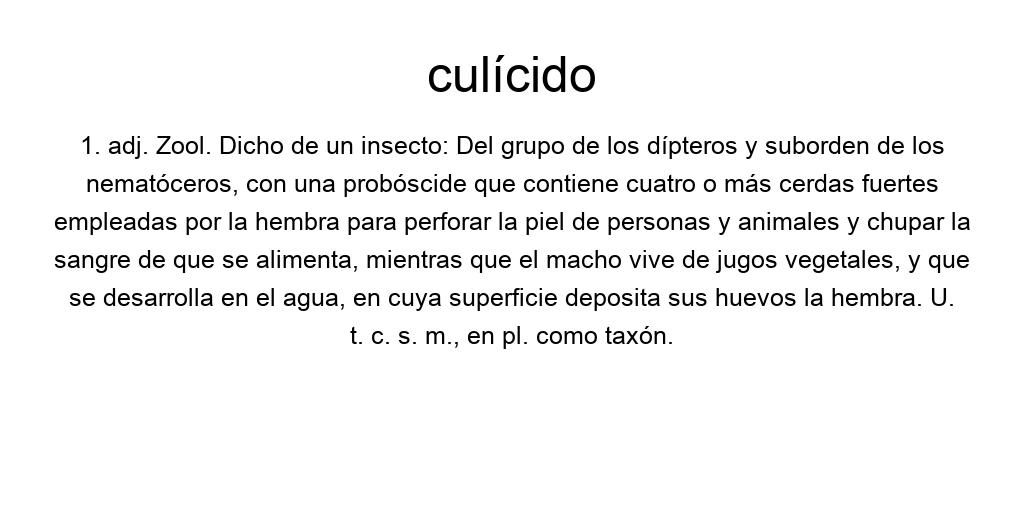 culícido
1. adj. Zool. Dicho de un insecto: Del grupo de los dípteros y suborden de los
nematóceros, con una probóscide que contiene cuatro o más cerdas fuertes
empleadas por la hembra para perforar la piel de personas y animales y chupar la
sangre de que se alimenta, mientras que el macho vive de jugos vegetales, y que
se desarrolla en el agua, en cuya superficie deposita sus huevos la hembra. U.
t. c. s. m., en pl. como taxón.